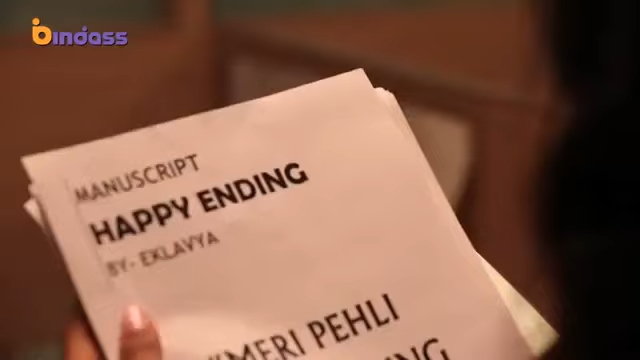 bindass
MANUSCRIPT
HAPPY ENDING
BY- EKLAVYA
"MERI PEHLI